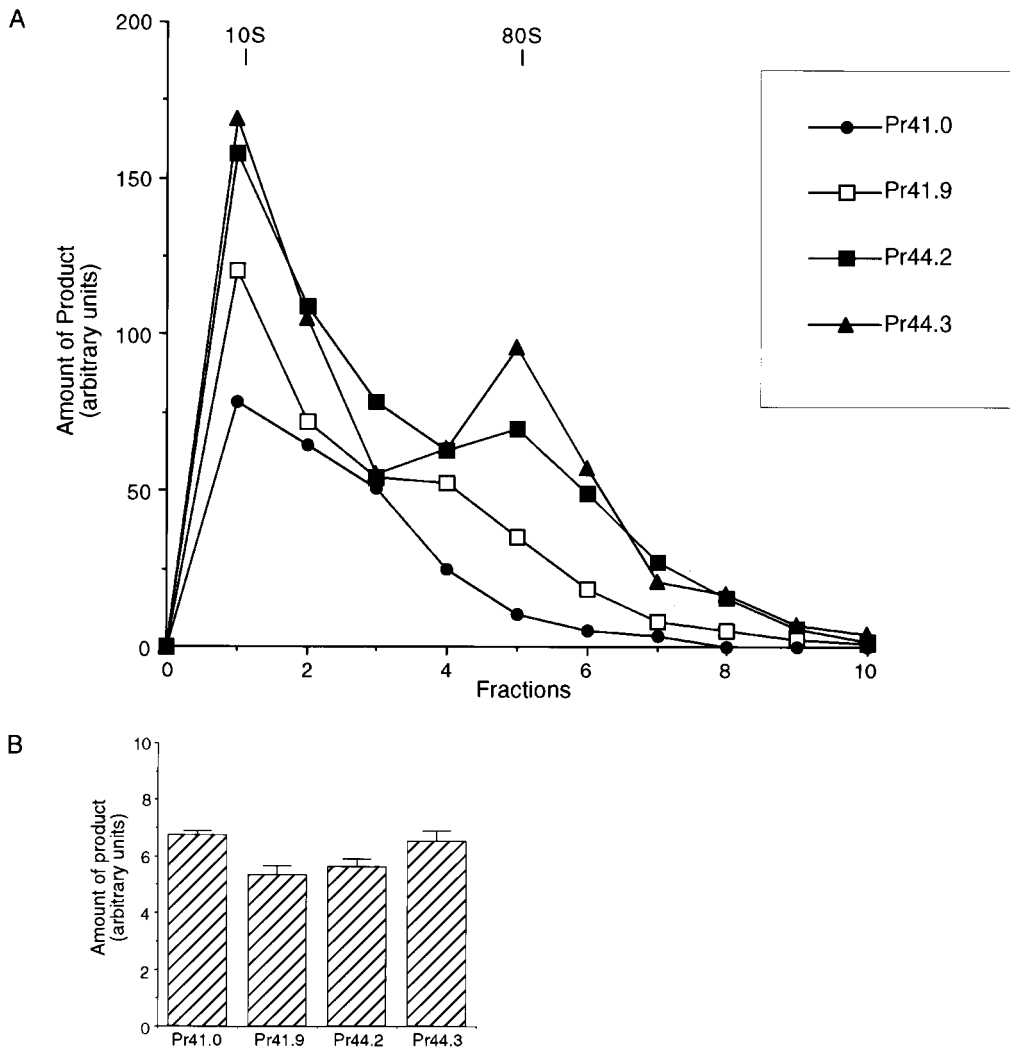 A
10S
80S
200
150
100
50
0
Amount of Product
(arbitrary units)
0
2
4
6
8
10
Fractions
Pr41.0
Pr41.9
Pr44.2
Pr44.3
B
10
8
6
4
2
0
Amount of product
(arbitrary units)
Pr41.0 Pr41.9 Pr44.2 Pr44.3